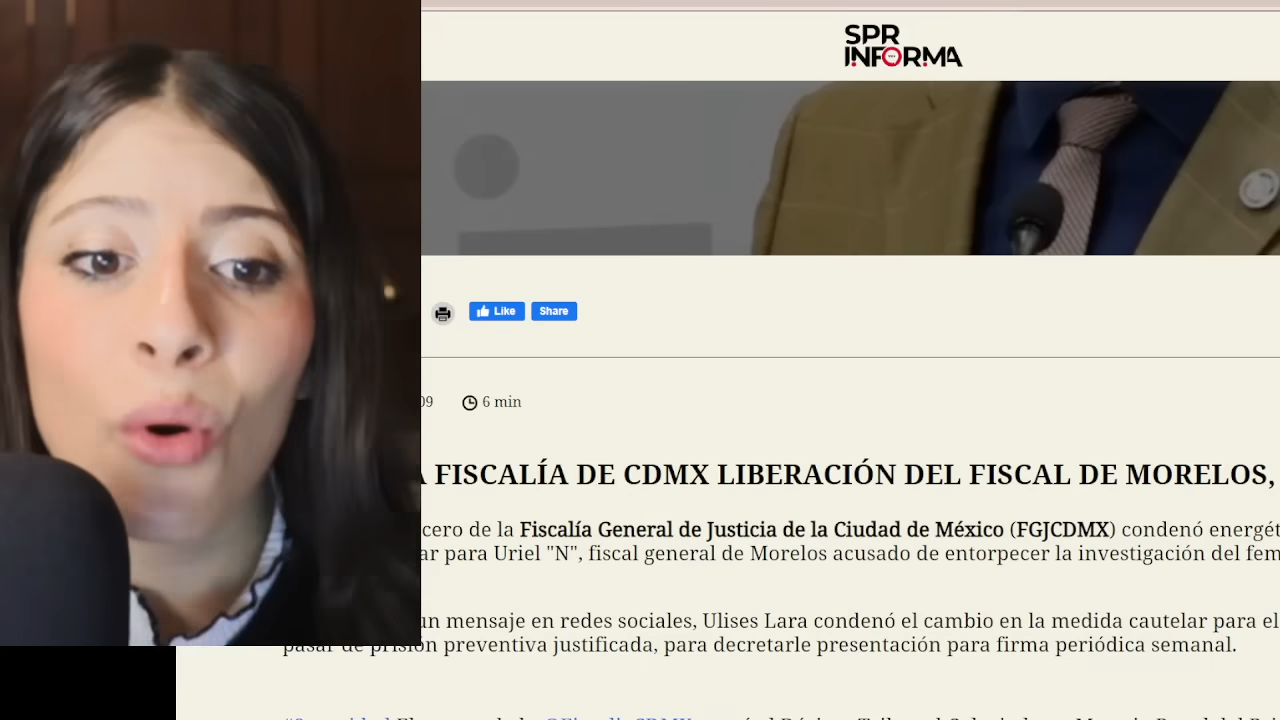 SPR
INFORMA
Like
Share
09
6 min
FISCALÍA DE CDMX LIBERACIÓN DEL FISCAL DE MORELOS,
cero de la Fiscalía General de Justicia de la Ciudad de México (FGJCDMX) condenó energét
ar para Uriel "N", fiscal general de Morelos acusado de entorpecer la investigación del fem
un mensaje en redes sociales, Ulises Lara condenó el cambio en la medida cautelar para el
pasar de prisión preventiva justificada, para decretarle presentación para firma periódica semanal.